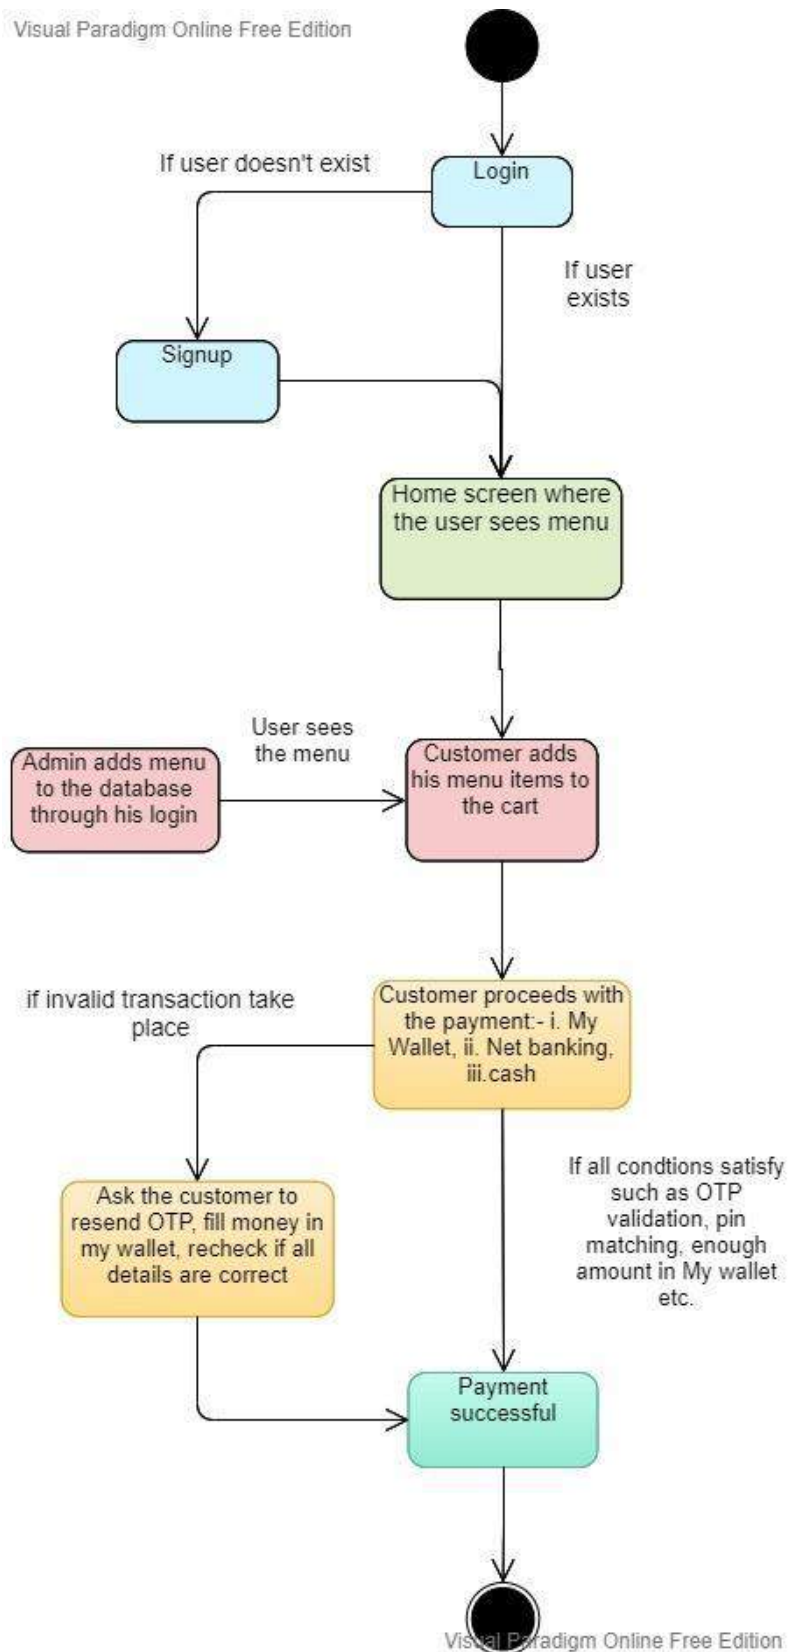 Visual Paradigm Online Free Edition
If user doesn't exist
Login
If user
exists
Signup
Home screen where
the user sees menu
User sees
the menu
Admin adds menu
to the database
through his login
Customer adds
his menu items to
the cart
if invalid transaction take
place
Customer proceeds with
the payment:- i. My
Wallet, ii. Net banking,
iii.cash
Ask the customer to
resend OTP, fill money in
my wallet, recheck if all
details are correct
If all condtions satisfy
such as OTP
validation, pin
matching, enough
amount in My wallet
etc.
Payment
successful
Visual Paradigm Online Free Edition